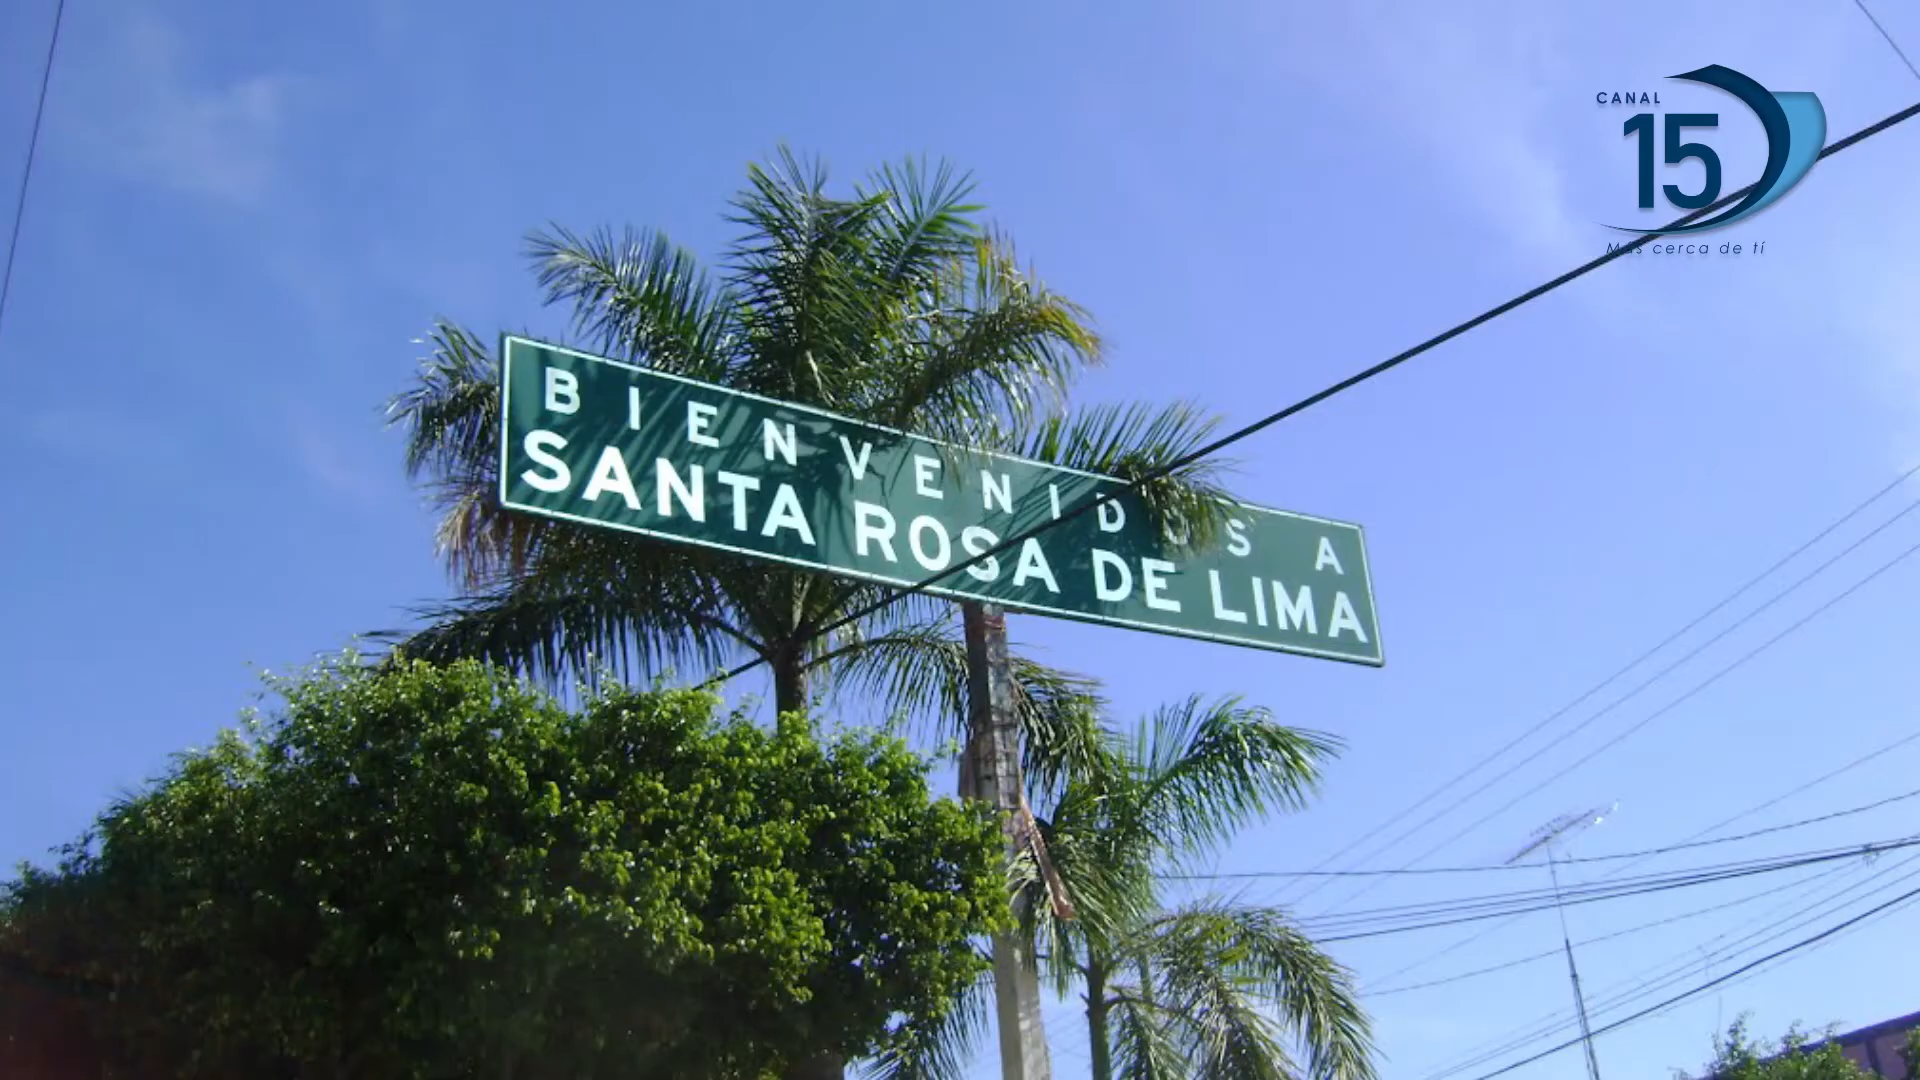 CANAL
15
Más cerca de tí
BIENVENIDOS A
SANTA ROSA DE LIMA